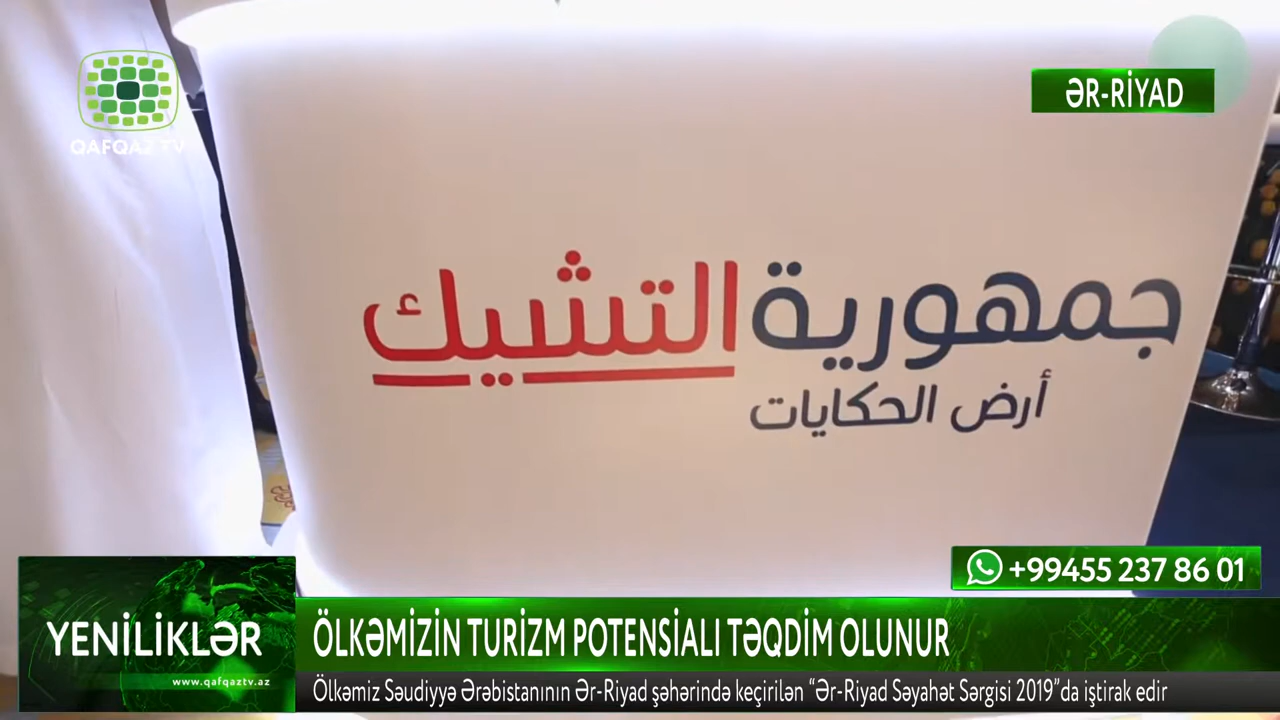 QAFQAZ TV
ƏR-RİYAD
جمهورية التشيك
أرض الحكايات
+99455 237 86 01
YENİLİKLƏR
www.qafqaztv.az
ÖLKƏMİZİN TURİZM POTENSİALI TƏQDİM OLUNUR
Ölkəmiz Səudiyyə Ərəbistanının Ər-Riyad şəhərində keçirilən “Ər-Riyad Səyahət Sərgisi 2019”da iştirak edir